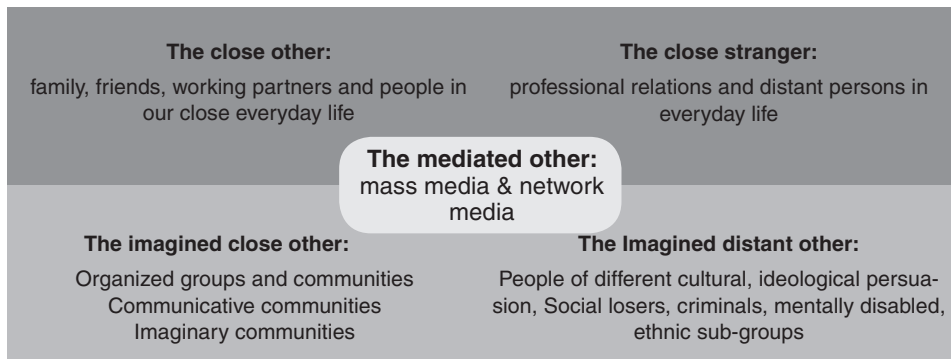 The close other:
family, friends, working partners and people in
our close everyday life
The close stranger:
professional relations and distant persons in
everyday life
The mediated other:
mass media & network
media
The imagined close other:
Organized groups and communities
Communicative communities
Imaginary communities
The Imagined distant other:
People of different cultural, ideological persua-
sion, Social losers, criminals, mentally disabled,
ethnic sub-groups